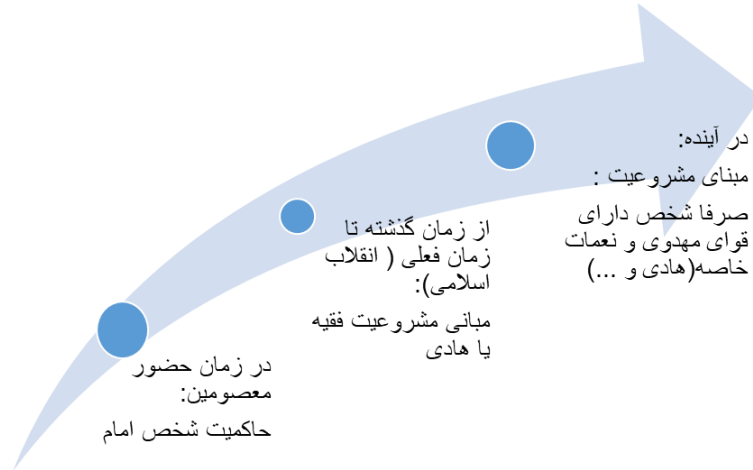 در زمان حضور
معصومین:
حاکمیت شخص امام
از زمان گذشته تا
زمان فعلی ( انقلاب
اسلامی):
مبانی مشروعیت فقیه
یا هادی
در آینده:
مبنای مشروعیت :
صرفا شخص دارای
قوای مهدوی و نعمات
خاصه(هادی و ...)